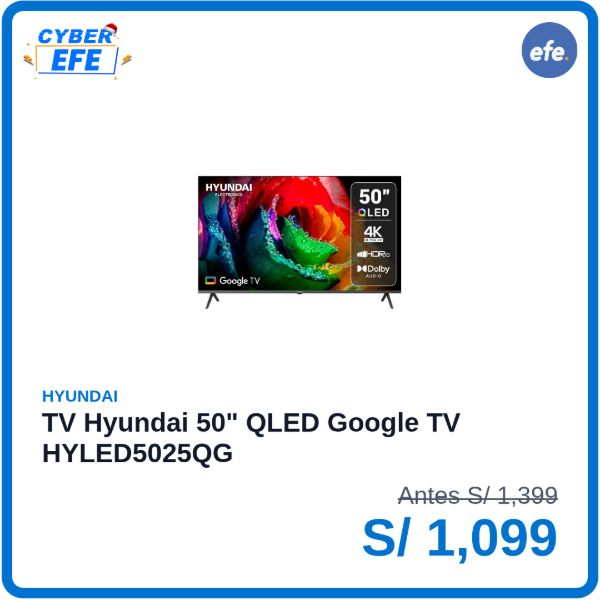 CYBER
EFE
efe.
HYUNDAI
ELECTRONICS
50"
QLED
4K
HDR10
Dolby
AUDIO
Google TV
HYUNDAI
TV Hyundai 50" QLED Google TV
HYLED5025QG
Antes S/ 1,399
S/ 1,099